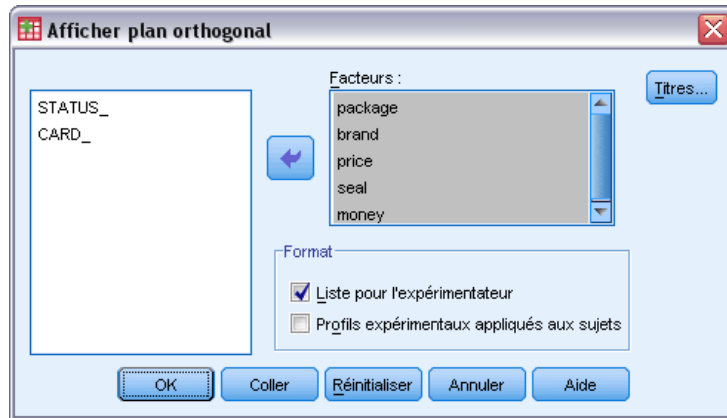 Afficher plan orthogonal
STATUS_
CARD_
Facteurs :
package
brand
price
seal
money
Titres...
Format
Liste pour l'expérimentateur
Profils expérimentaux appliqués aux sujets
OK
Coller
Réinitialiser
Annuler
Aide